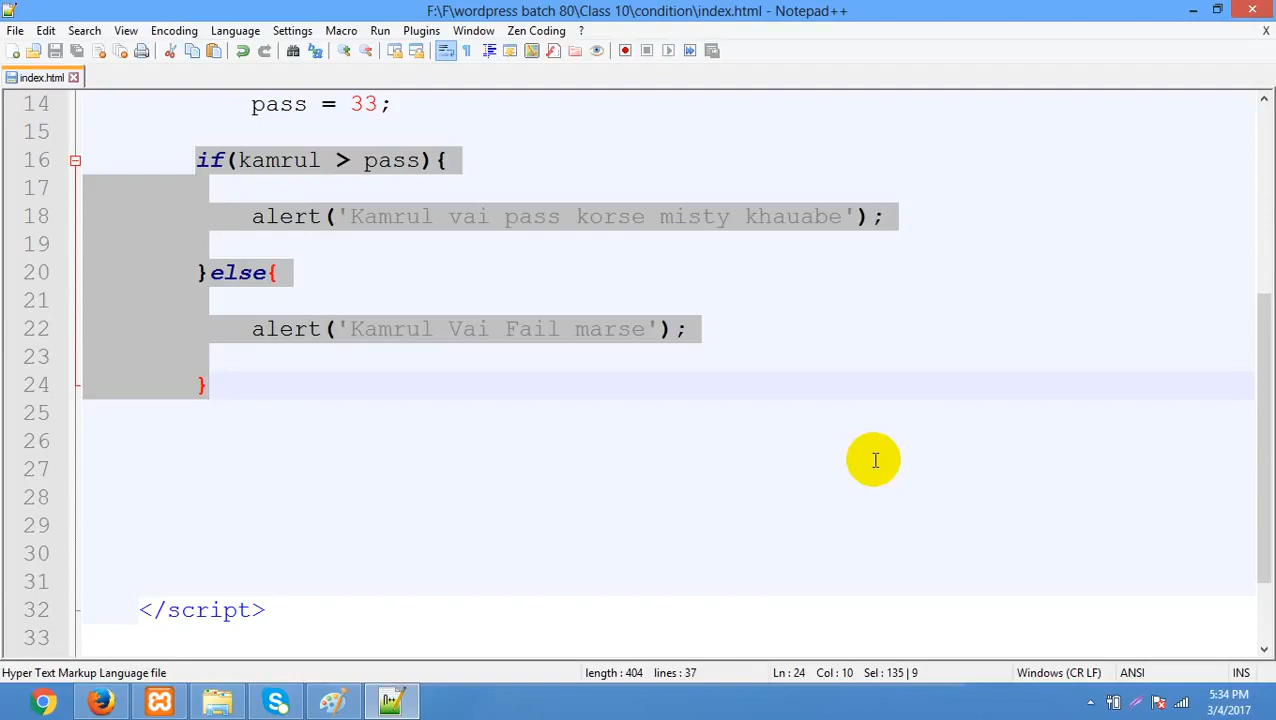 F:\F\wordpress batch 80\Class 10\condition\index.html - Notepad++
File Edit Search View Encoding Language Settings Macro Run Plugins Window Zen Coding ? X
index.html
14 pass = 33;
15
16 if(kamrul > pass){
17
18 alert('Kamrul vai pass korse misty khauabe');
19
20 }else{
21
22 alert('Kamrul Vai Fail marse');
23
24 }
25
26
27
28
29
30
31
32 </script>
33
Hyper Text Markup Language file length : 404 lines : 37 Ln : 24 Col : 10 Sel : 135 | 9 Windows (CR LF) ANSI INS
5:34 PM
3/4/2017